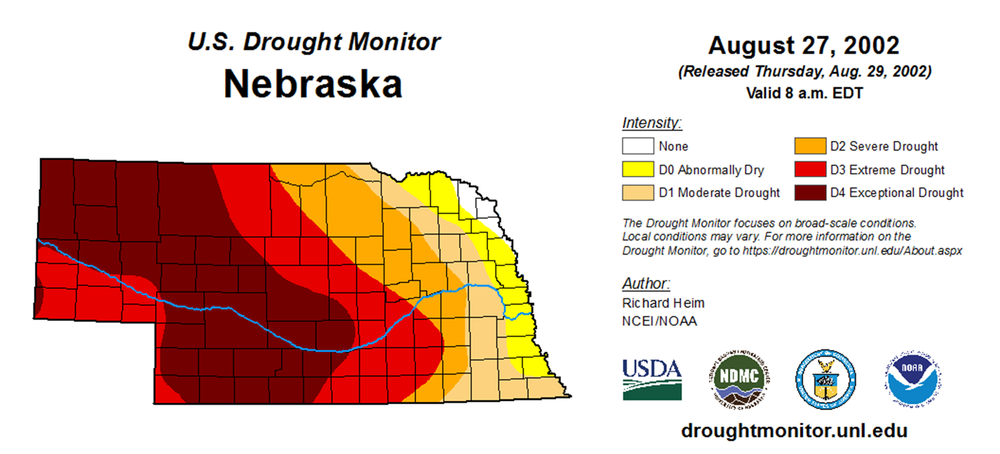 U.S. Drought Monitor
Nebraska
August 27, 2002
(Released Thursday, Aug. 29, 2002)
Valid 8 a.m. EDT
Intensity:
None
D0 Abnormally Dry
D1 Moderate Drought
D2 Severe Drought
D3 Extreme Drought
D4 Exceptional Drought
The Drought Monitor focuses on broad-scale conditions.
Local conditions may vary. For more information on the
Drought Monitor, go to https://droughtmonitor.unl.edu/About.aspx
Author:
Richard Heim
NCEI/NOAA
USDA
NDMC
NOAA
droughtmonitor.unl.edu